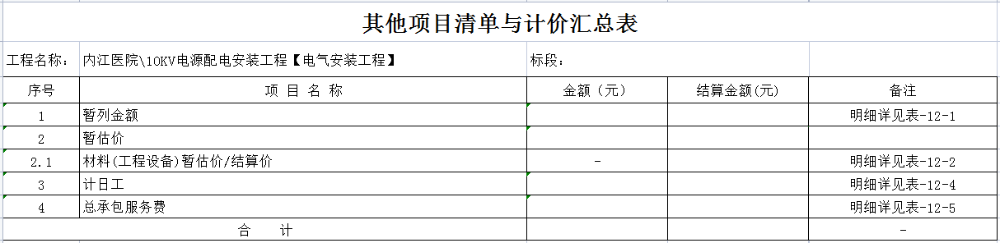 其他项目清单与计价汇总表
工程名称： 内江医院\10KV电源配电安装工程【电气安装工程】 标段：
序号 项 目 名 称 金额（元） 结算金额(元) 备注
1 暂列金额 明细详见表-12-1
2 暂估价
2.1 材料(工程设备)暂估价/结算价 - 明细详见表-12-2
3 计日工 明细详见表-12-4
4 总承包服务费 明细详见表-12-5
合 计 -